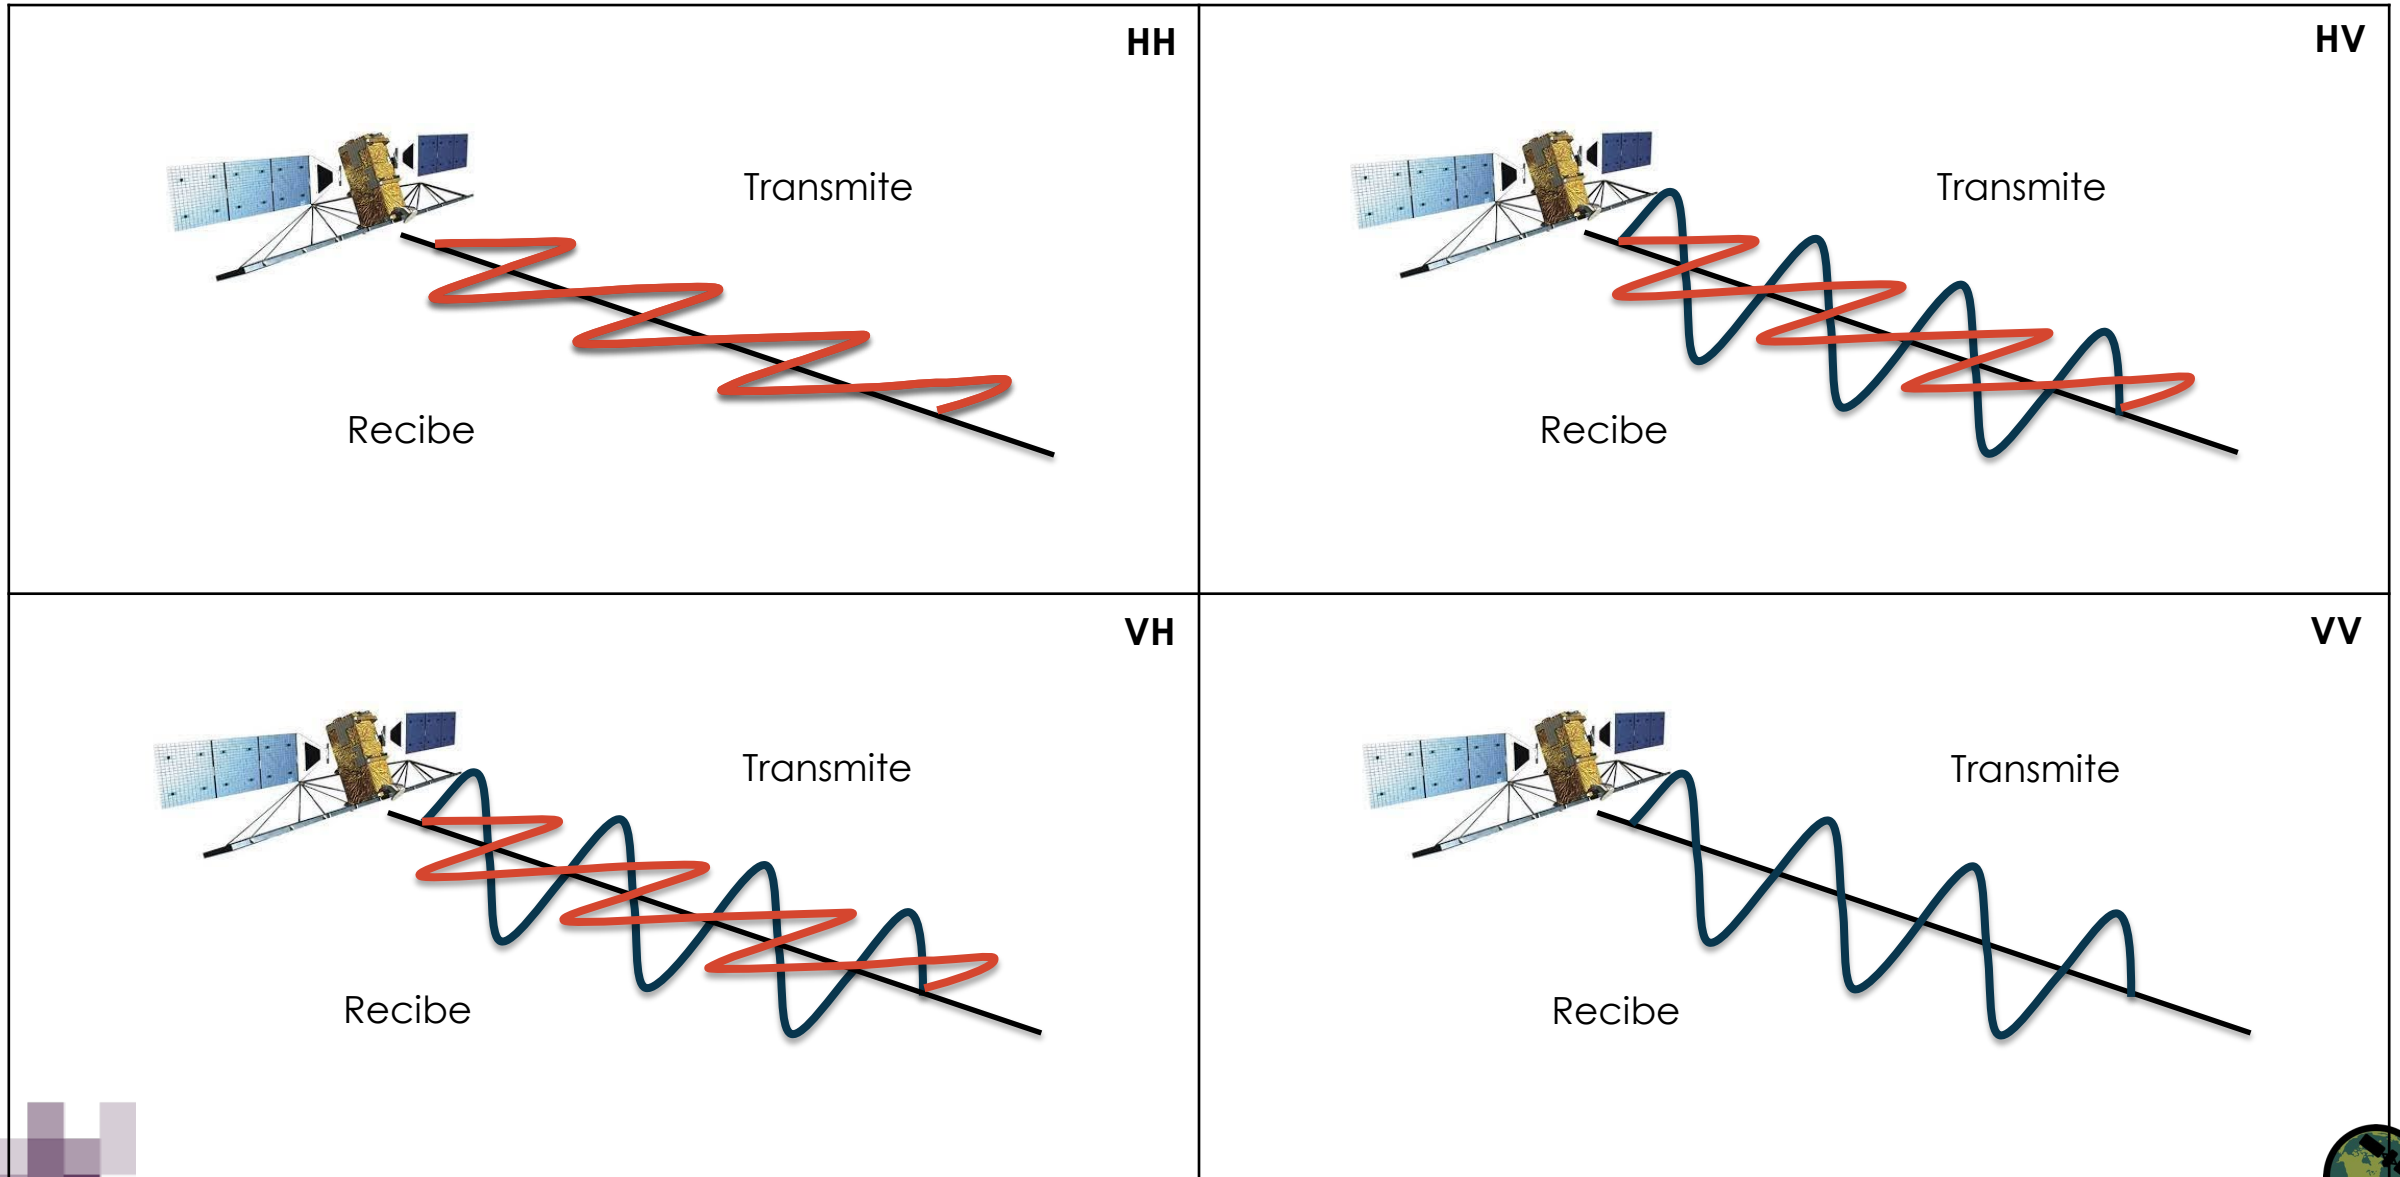 HH
Transmite
Recibe
HV
Transmite
Recibe
VH
Transmite
Recibe
VV
Transmite
Recibe